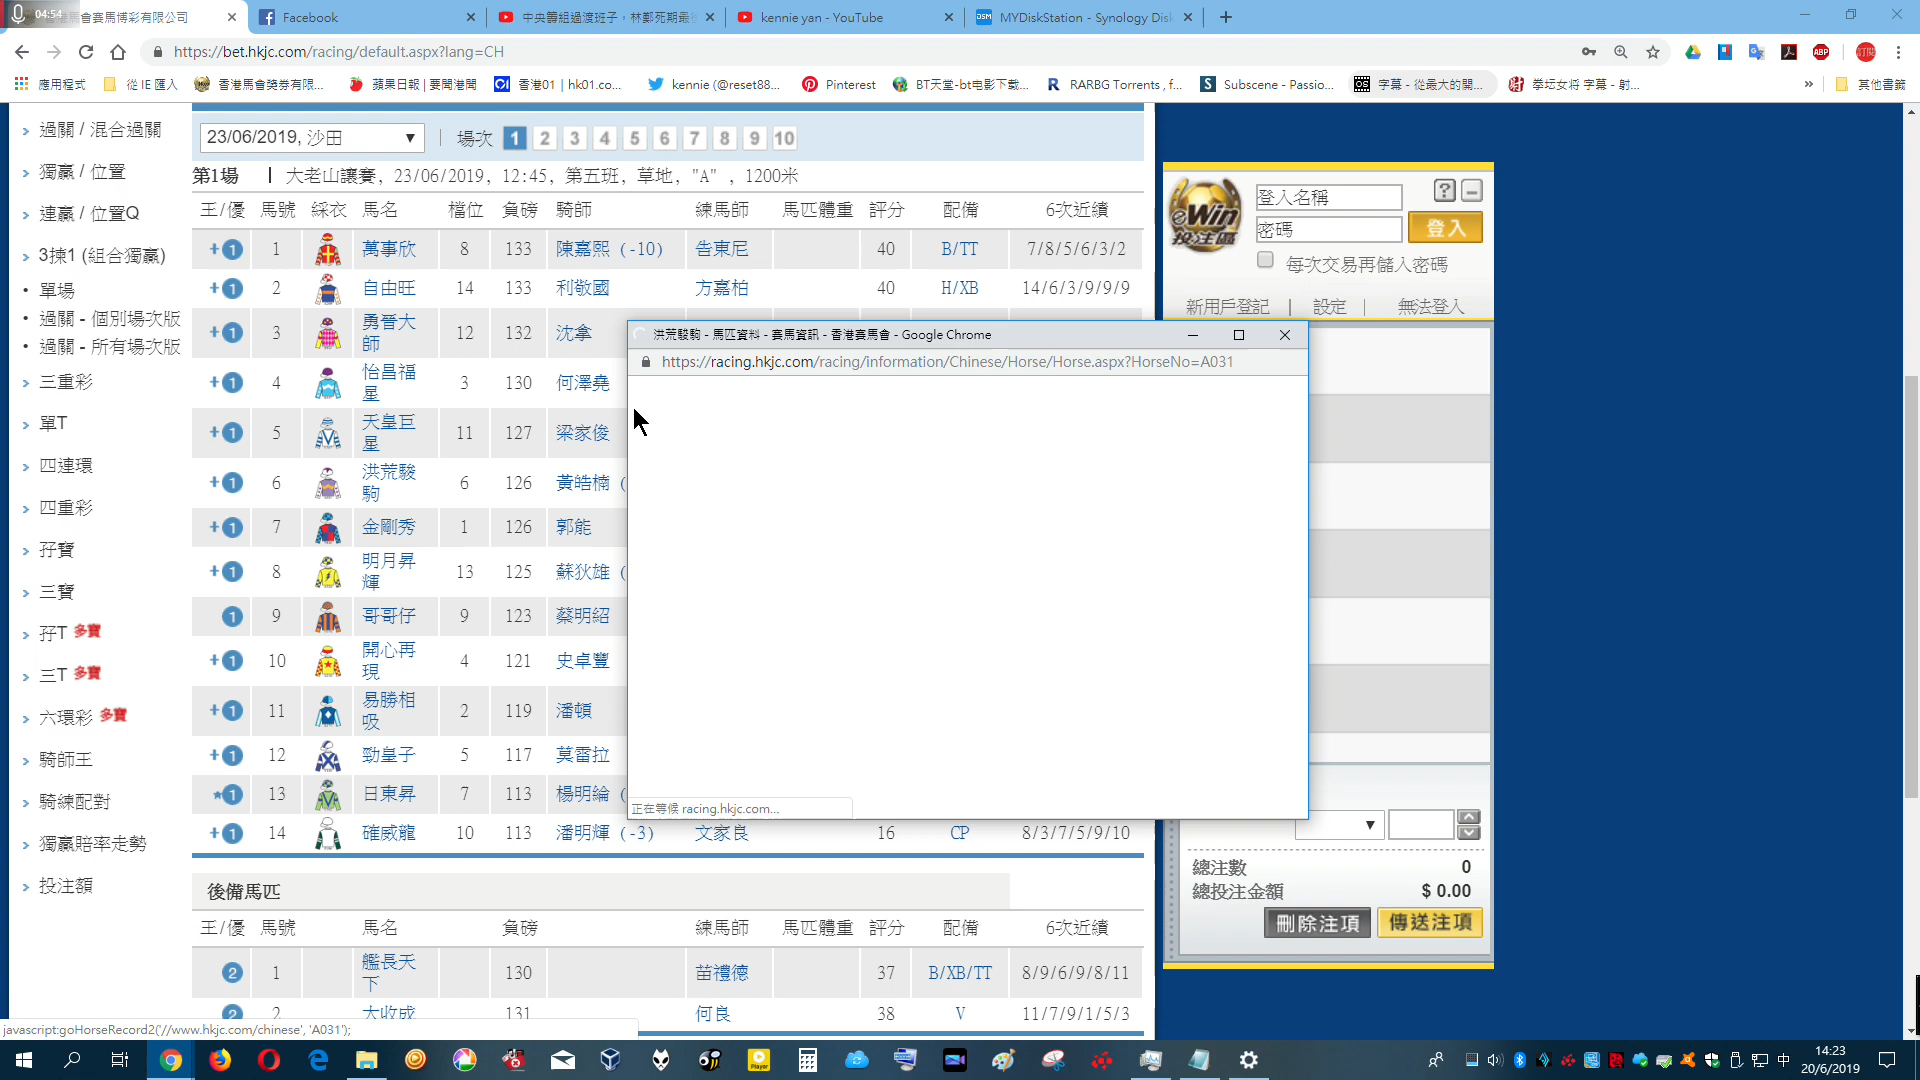 04:54
香港賽馬會賽馬博彩有限公司
Facebook
中央籌組過渡班子，林鄭死期最
kennie yan - YouTube
MYDiskStation - Synology Disk
https://bet.hkjc.com/racing/default.aspx?lang=CH
應用程式
從 IE 匯入
香港馬會獎券有限...
蘋果日報 | 要聞港聞
香港01 | hk01.co...
kennie (@reset88...
Pinterest
BT天堂-bt电影下载...
RARBG Torrents , f...
Subscene - Passio...
字幕 - 從最大的開...
拳坛女将 字幕 - 射...
其他書籤
過關 / 混合過關
獨贏 / 位置
連贏 / 位置Q
3揀1 (組合獨贏)
單場
過關 - 個別場次版
過關 - 所有場次版
三重彩
單T
四連環
四重彩
孖寶
三寶
孖T 多寶
三T 多寶
六環彩 多寶
騎師王
騎練配對
獨贏賠率走勢
投注額
23/06/2019, 沙田
場次 1 2 3 4 5 6 7 8 9 10
第1場 | 大老山讓賽, 23/06/2019, 12:45, 第五班, 草地, "A" , 1200米
王/優 馬號 綵衣 馬名 檔位 負磅 騎師 練馬師 馬匹體重 評分 配備 6次近績
+1 1 萬事欣 8 133 陳嘉熙 (-10) 告東尼 40 B/TT 7/8/5/6/3/2
+1 2 自由旺 14 133 利敬國 方嘉柏 40 H/XB 14/6/3/9/9/9
+1 3 勇晉大師 12 132 沈拿
+1 4 怡昌福星 3 130 何澤堯
+1 5 天皇巨星 11 127 梁家俊
+1 6 洪荒駿駒 6 126 黃皓楠 (
+1 7 金剛秀 1 126 郭能
+1 8 明月昇輝 13 125 蘇狄雄 (
1 9 哥哥仔 9 123 蔡明紹
+1 10 開心再現 4 121 史卓豐
+1 11 易勝相吸 2 119 潘頓
+1 12 勁皇子 5 117 莫雷拉
★1 13 日東昇 7 113 楊明綸 (
+1 14 確威龍 10 113 潘明輝 (-3) 文家良 16 CP 8/3/7/5/9/10
後備馬匹
王/優 馬號 馬名 負磅 練馬師 馬匹體重 評分 配備 6次近績
2 1 艦長天下 130 苗禮德 37 B/XB/TT 8/9/6/9/8/11
2 2 大收成 131 何良 38 V 11/7/9/1/5/3
洪荒駿駒 - 馬匹資料 - 賽馬資訊 - 香港賽馬會 - Google Chrome
https://racing.hkjc.com/racing/information/Chinese/Horse/Horse.aspx?HorseNo=A031
正在等候 racing.hkjc.com...
eWin
投注區
登入名稱
密碼
登入
每次交易再儲入密碼
新用戶登記 | 設定 | 無法登入
總注數 0
總投注金額 $ 0.00
刪除注項 傳送注項
javascript:goHorseRecord2('//www.hkjc.com/chinese', 'A031');
Player
中
14:23
20/6/2019